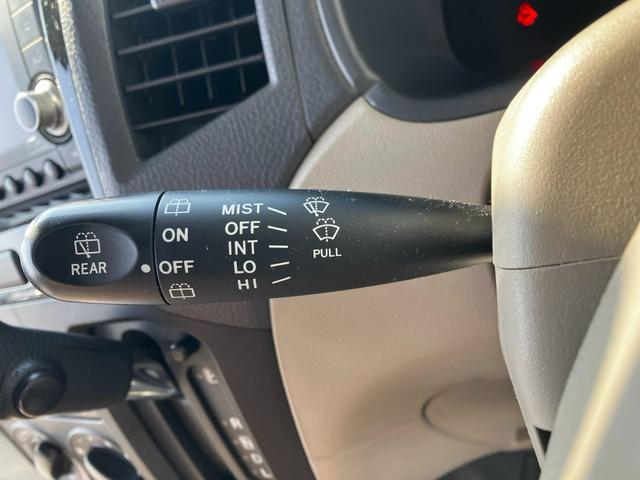 REAR
ON
OFF
MIST
OFF
INT
LO
HI
PULL